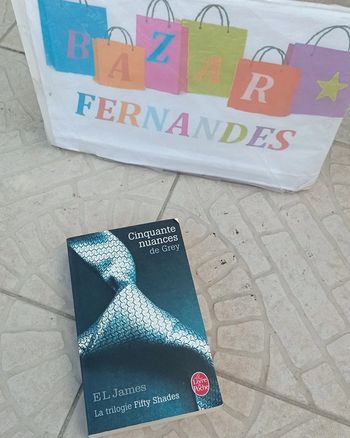 BAZAR
FERNANDES
Cinquante
nuances
de Grey
E L James
La trilogie Fifty Shades
Le
Livre
de
Poche